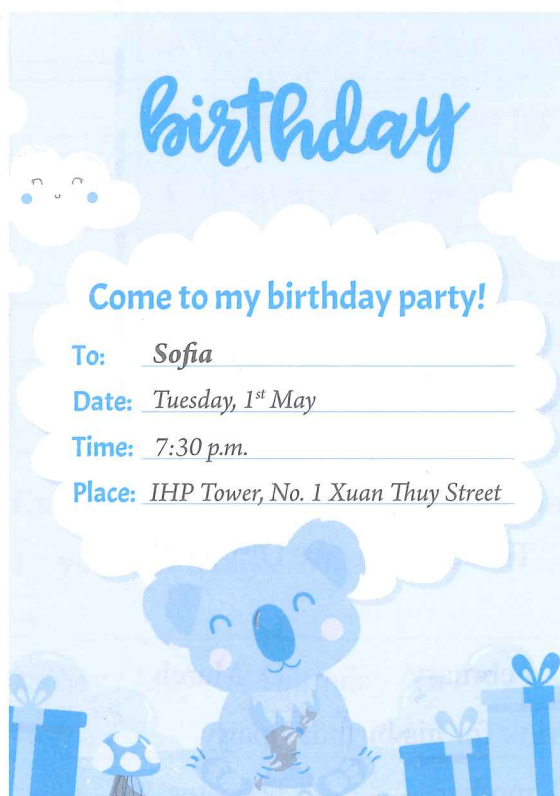 birthday
Come to my birthday party!
To: Sofia
Date: Tuesday, 1st May
Time: 7:30 p.m.
Place: IHP Tower, No. 1 Xuan Thuy Street